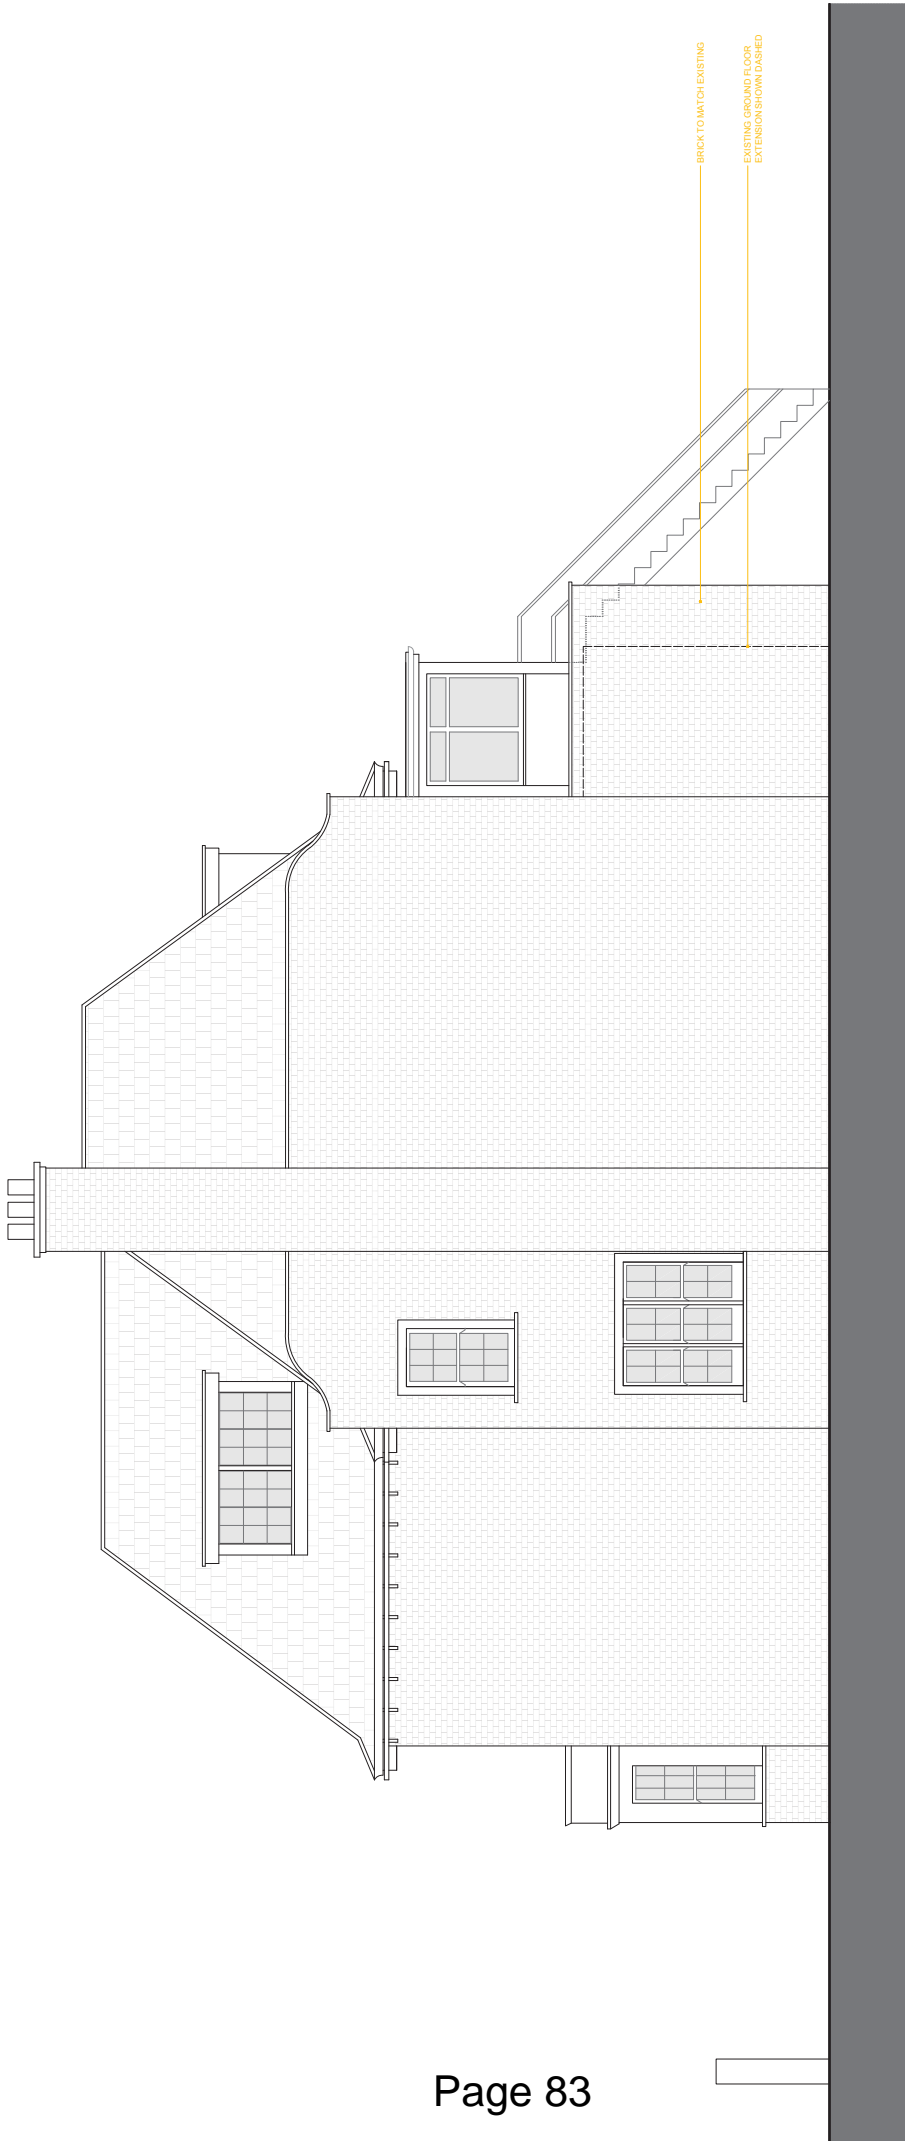 BRICK TO MATCH EXISTING
EXISTING GROUND FLOOR
EXTENSION SHOWN DASHED
Page 83